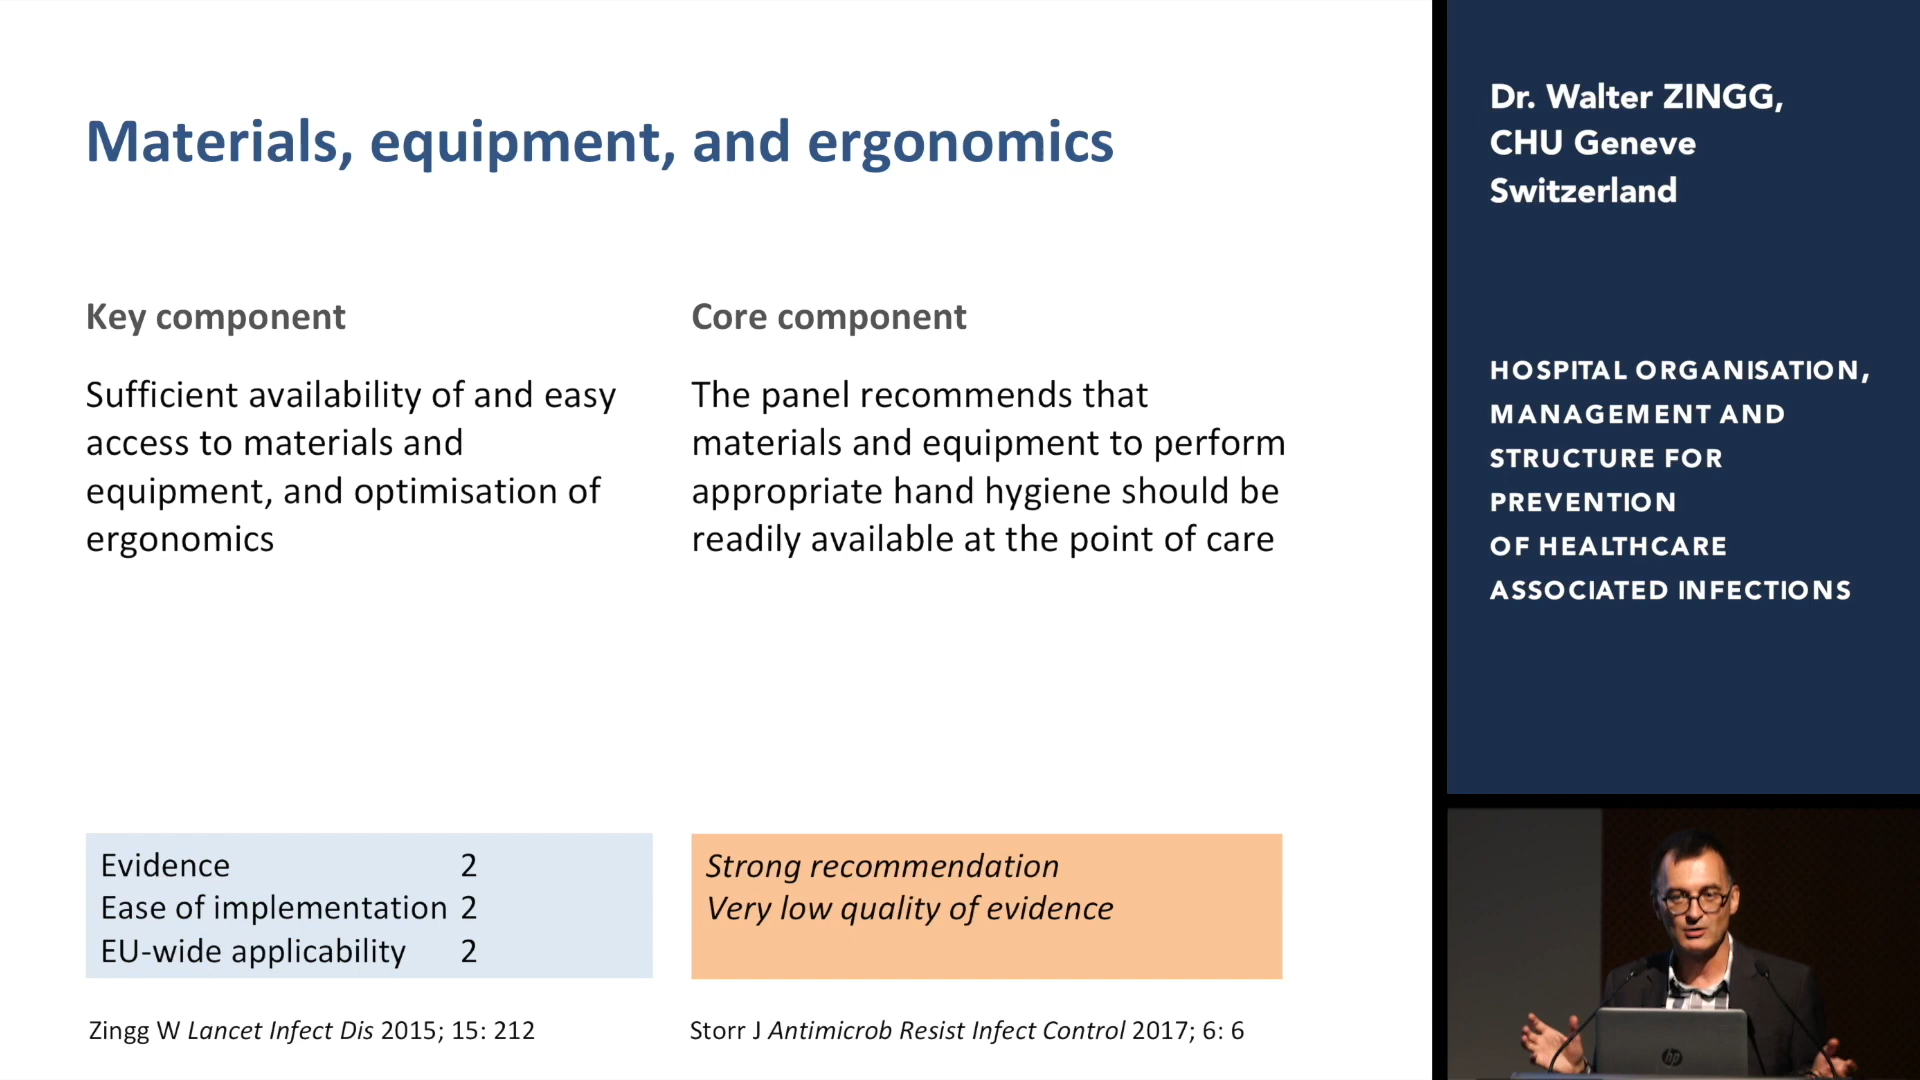 Materials, equipment, and ergonomics
Key component
Sufficient availability of and easy
access to materials and
equipment, and optimisation of
ergonomics
Core component
The panel recommends that
materials and equipment to perform
appropriate hand hygiene should be
readily available at the point of care
Evidence 2
Ease of implementation 2
EU-wide applicability 2
Strong recommendation
Very low quality of evidence
Zingg W Lancet Infect Dis 2015; 15: 212
Storr J Antimicrob Resist Infect Control 2017; 6: 6
Dr. Walter ZINGG,
CHU Geneve
Switzerland
HOSPITAL ORGANISATION,
MANAGEMENT AND
STRUCTURE FOR
PREVENTION
OF HEALTHCARE
ASSOCIATED INFECTIONS
hp